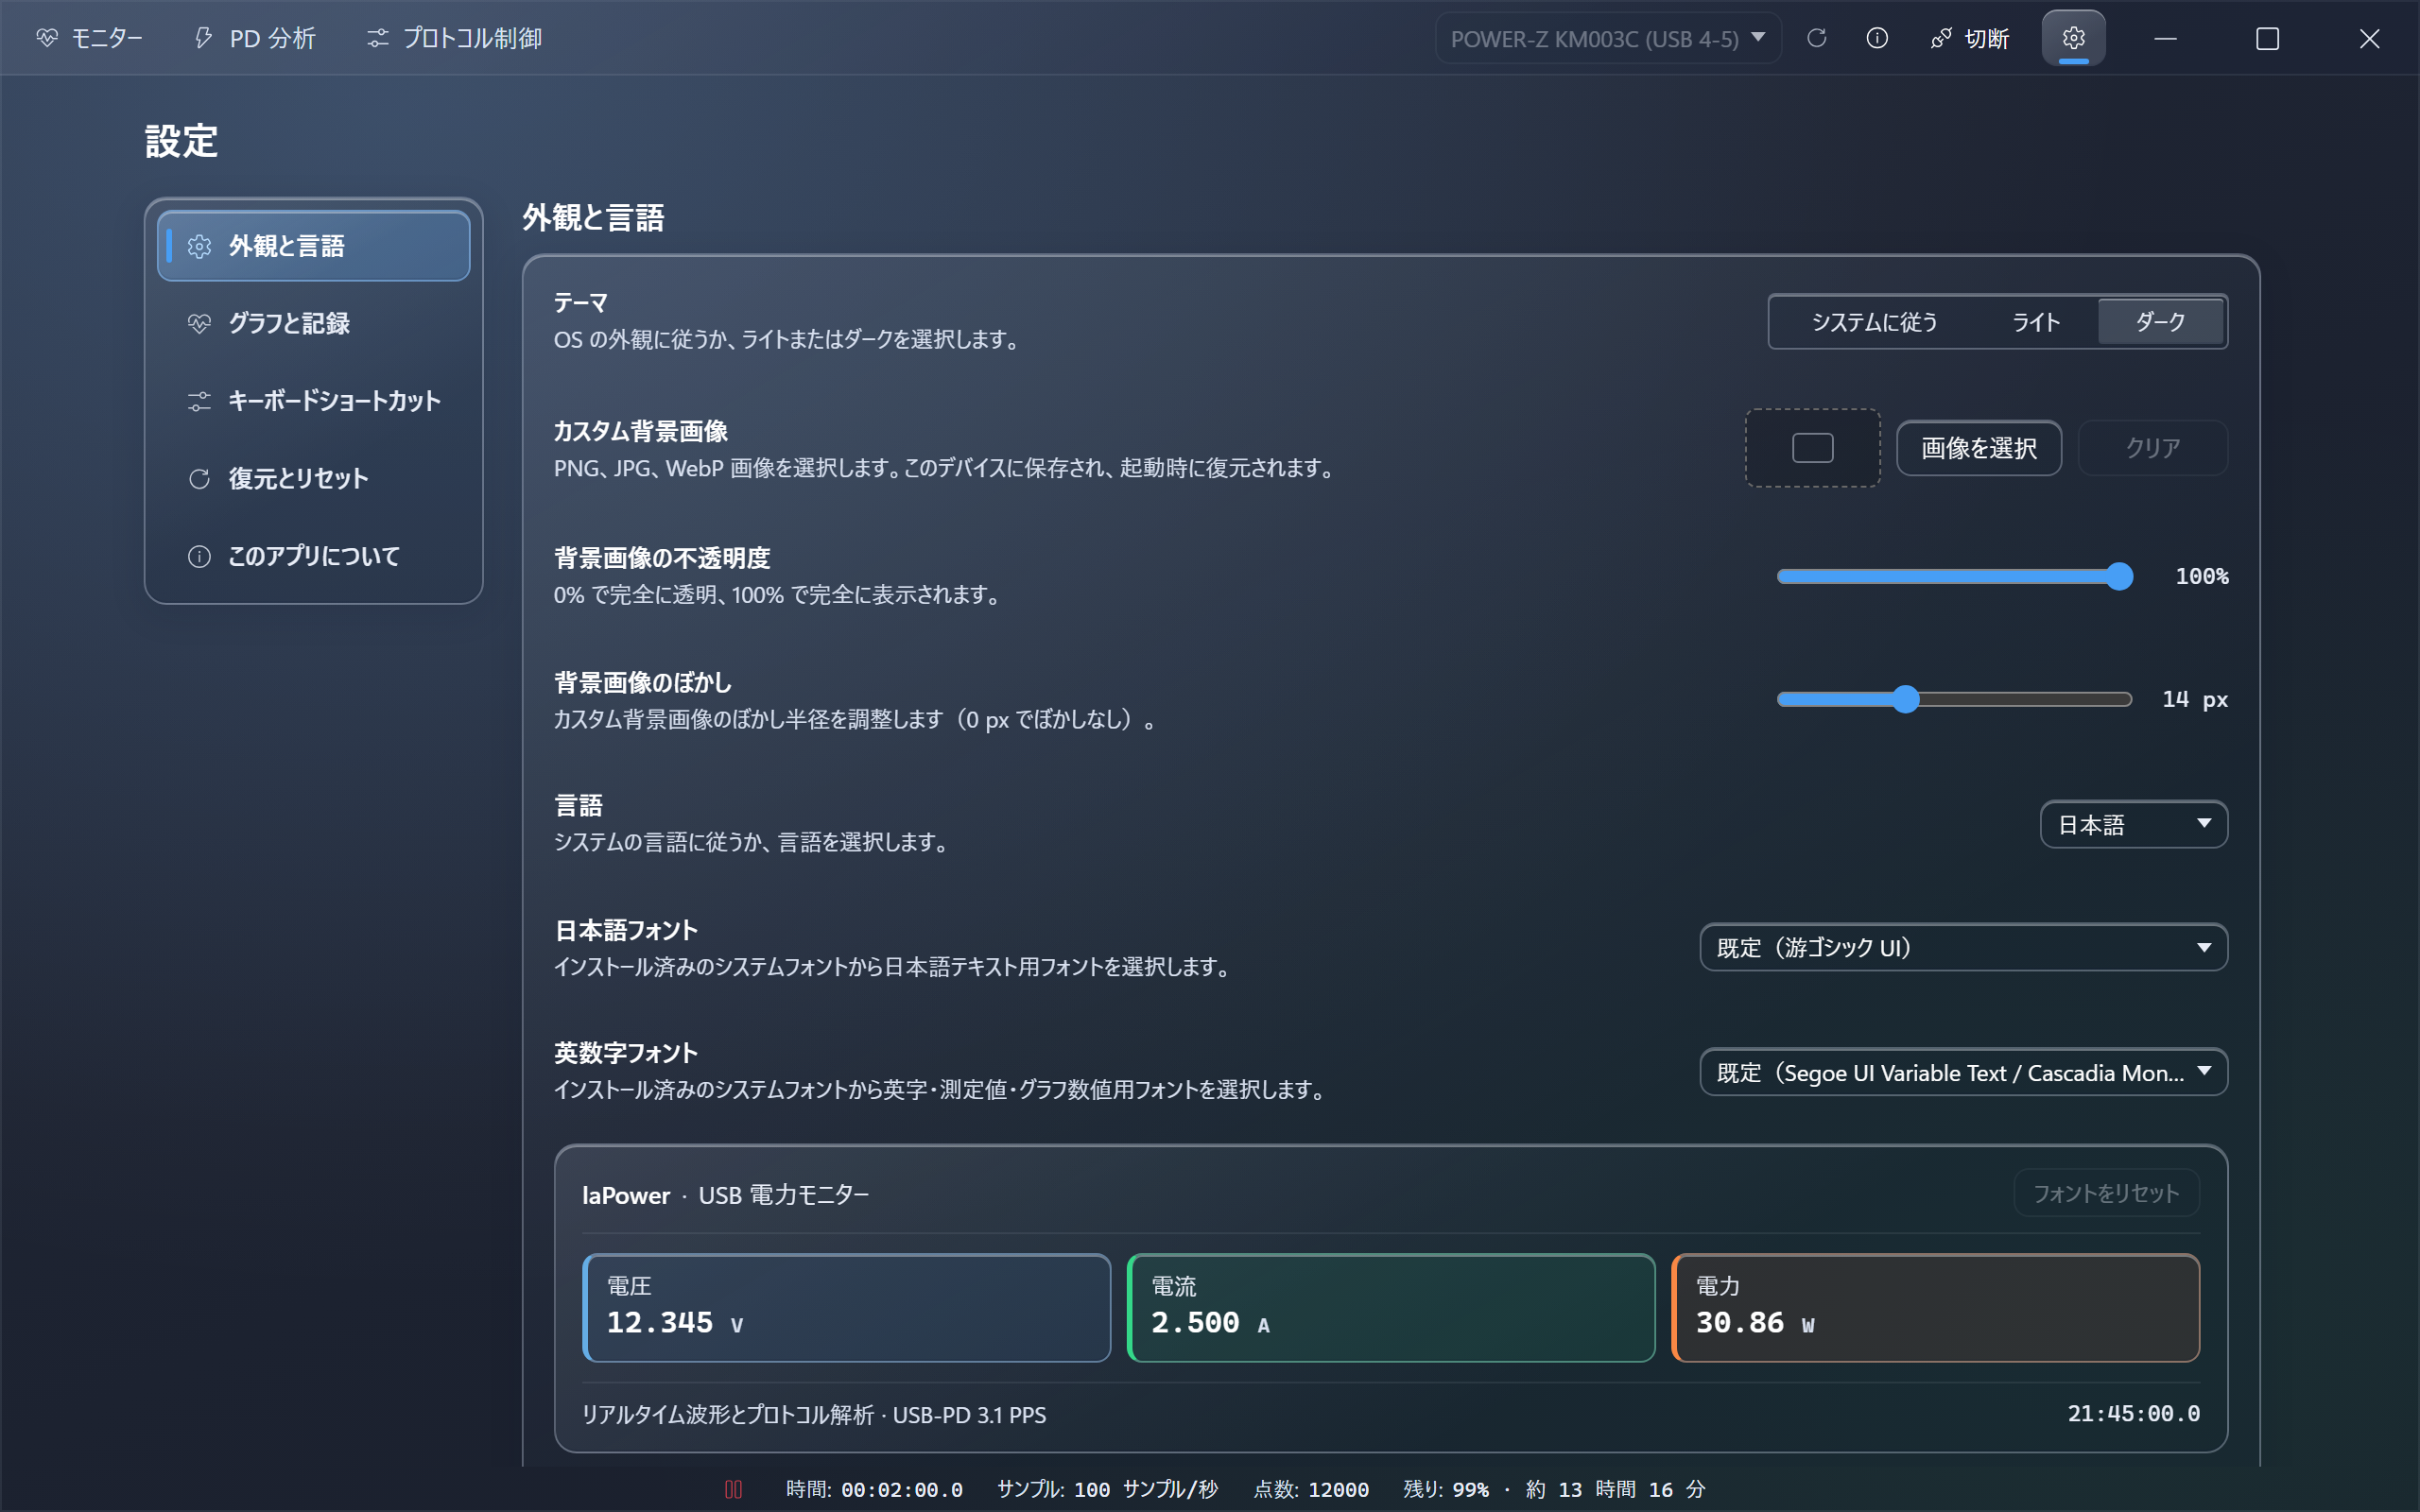 モニター
PD 分析
プロトコル制御
POWER-Z KM003C (USB 4-5)
切断
設定
外観と言語
グラフと記録
キーボードショートカット
復元とリセット
このアプリについて
外観と言語
テーマ
OS の外観に従うか、ライトまたはダークを選択します。
システムに従う
ライト
ダーク
カスタム背景画像
PNG、JPG、WebP 画像を選択します。このデバイスに保存され、起動時に復元されます。
画像を選択
クリア
背景画像の不透明度
0% で完全に透明、100% で完全に表示されます。
100%
背景画像のぼかし
カスタム背景画像のぼかし半径を調整します（0 px でぼかしなし）。
14 px
言語
システムの言語に従うか、言語を選択します。
日本語
日本語フォント
インストール済みのシステムフォントから日本語テキスト用フォントを選択します。
既定（游ゴシック UI）
英数字フォント
インストール済みのシステムフォントから英字・測定値・グラフ数値用フォントを選択します。
既定（Segoe UI Variable Text / Cascadia Mon...
laPower · USB 電力モニター
フォントをリセット
電圧
12.345 V
電流
2.500 A
電力
30.86 W
リアルタイム波形とプロトコル解析 · USB-PD 3.1 PPS
21:45:00.0
時間: 00:02:00.0 サンプル: 100 サンプル/秒 点数: 12000 残り: 99% · 約 13 時間 16 分